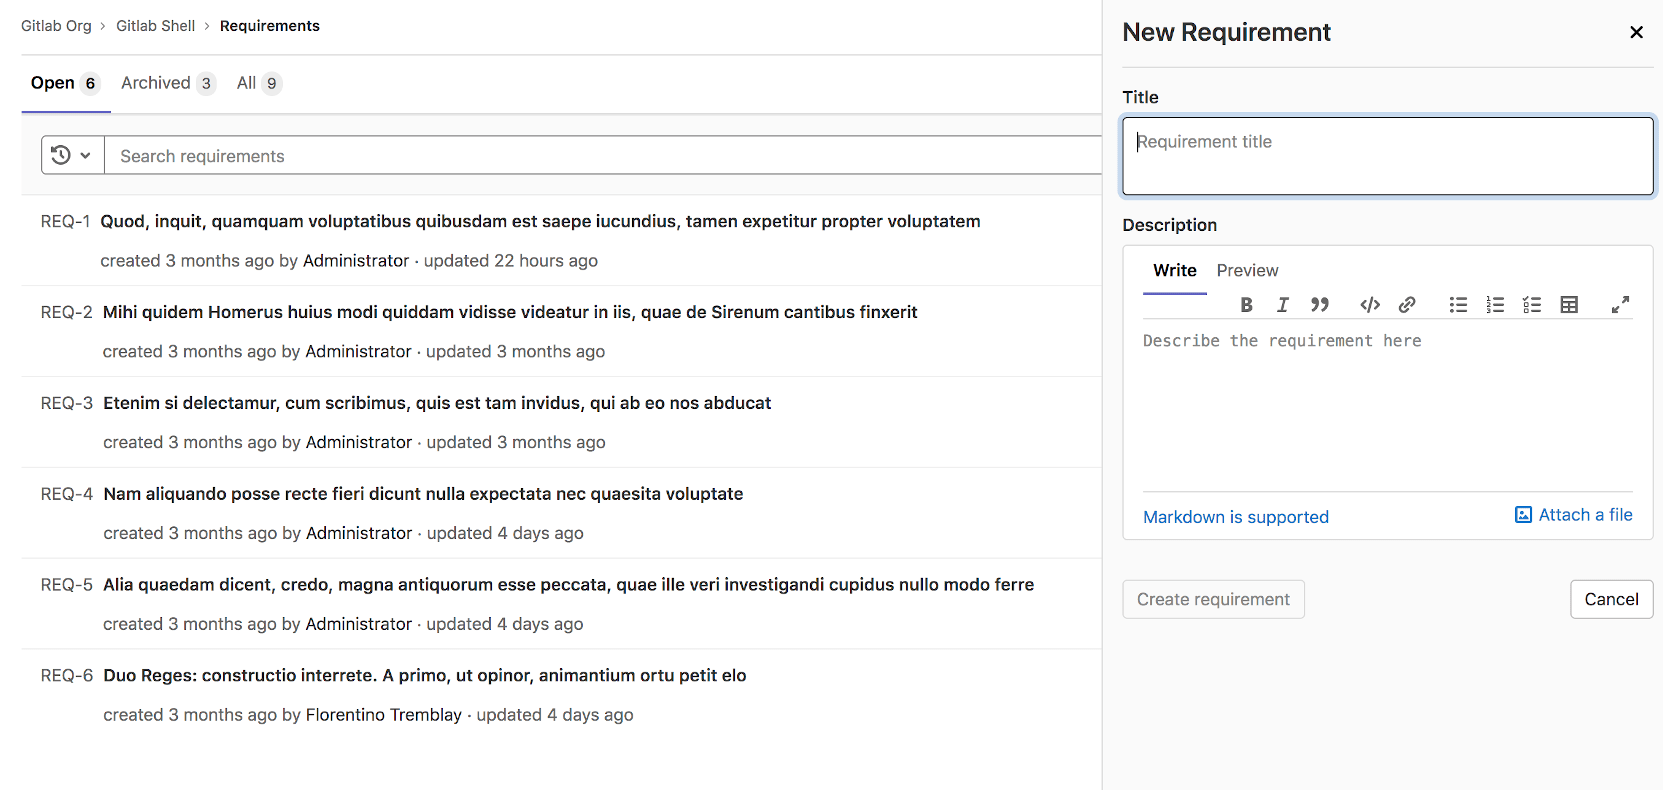 Gitlab Org › Gitlab Shell › Requirements
Open 6 Archived 3 All 9
Search requirements
REQ-1 Quod, inquit, quamquam voluptatibus quibusdam est saepe iucundius, tamen expetitur propter voluptatem
created 3 months ago by Administrator · updated 22 hours ago
REQ-2 Mihi quidem Homerus huius modi quiddam vidisse videatur in iis, quae de Sirenum cantibus finxerit
created 3 months ago by Administrator · updated 3 months ago
REQ-3 Etenim si delectamur, cum scribimus, quis est tam invidus, qui ab eo nos abducat
created 3 months ago by Administrator · updated 3 months ago
REQ-4 Nam aliquando posse recte fieri dicunt nulla expectata nec quaesita voluptate
created 3 months ago by Administrator · updated 4 days ago
REQ-5 Alia quaedam dicent, credo, magna antiquorum esse peccata, quae ille veri investigandi cupidus nullo modo ferre
created 3 months ago by Administrator · updated 4 days ago
REQ-6 Duo Reges: constructio interrete. A primo, ut opinor, animantium ortu petit elo
created 3 months ago by Florentino Tremblay · updated 4 days ago
New Requirement
Title
Requirement title
Description
Write Preview
Describe the requirement here
Markdown is supported
Attach a file
Create requirement
Cancel